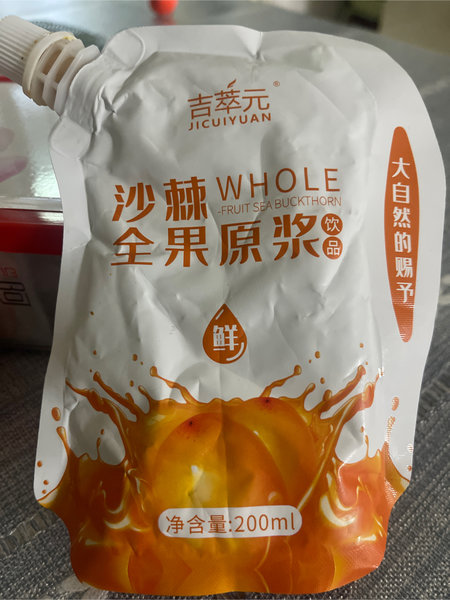 吉萃元®
JICUIYUAN
沙棘 WHOLE
-FRUIT SEA BUCKTHORN
全果原浆 饮品
大自然的赐予
鲜
净含量:200ml